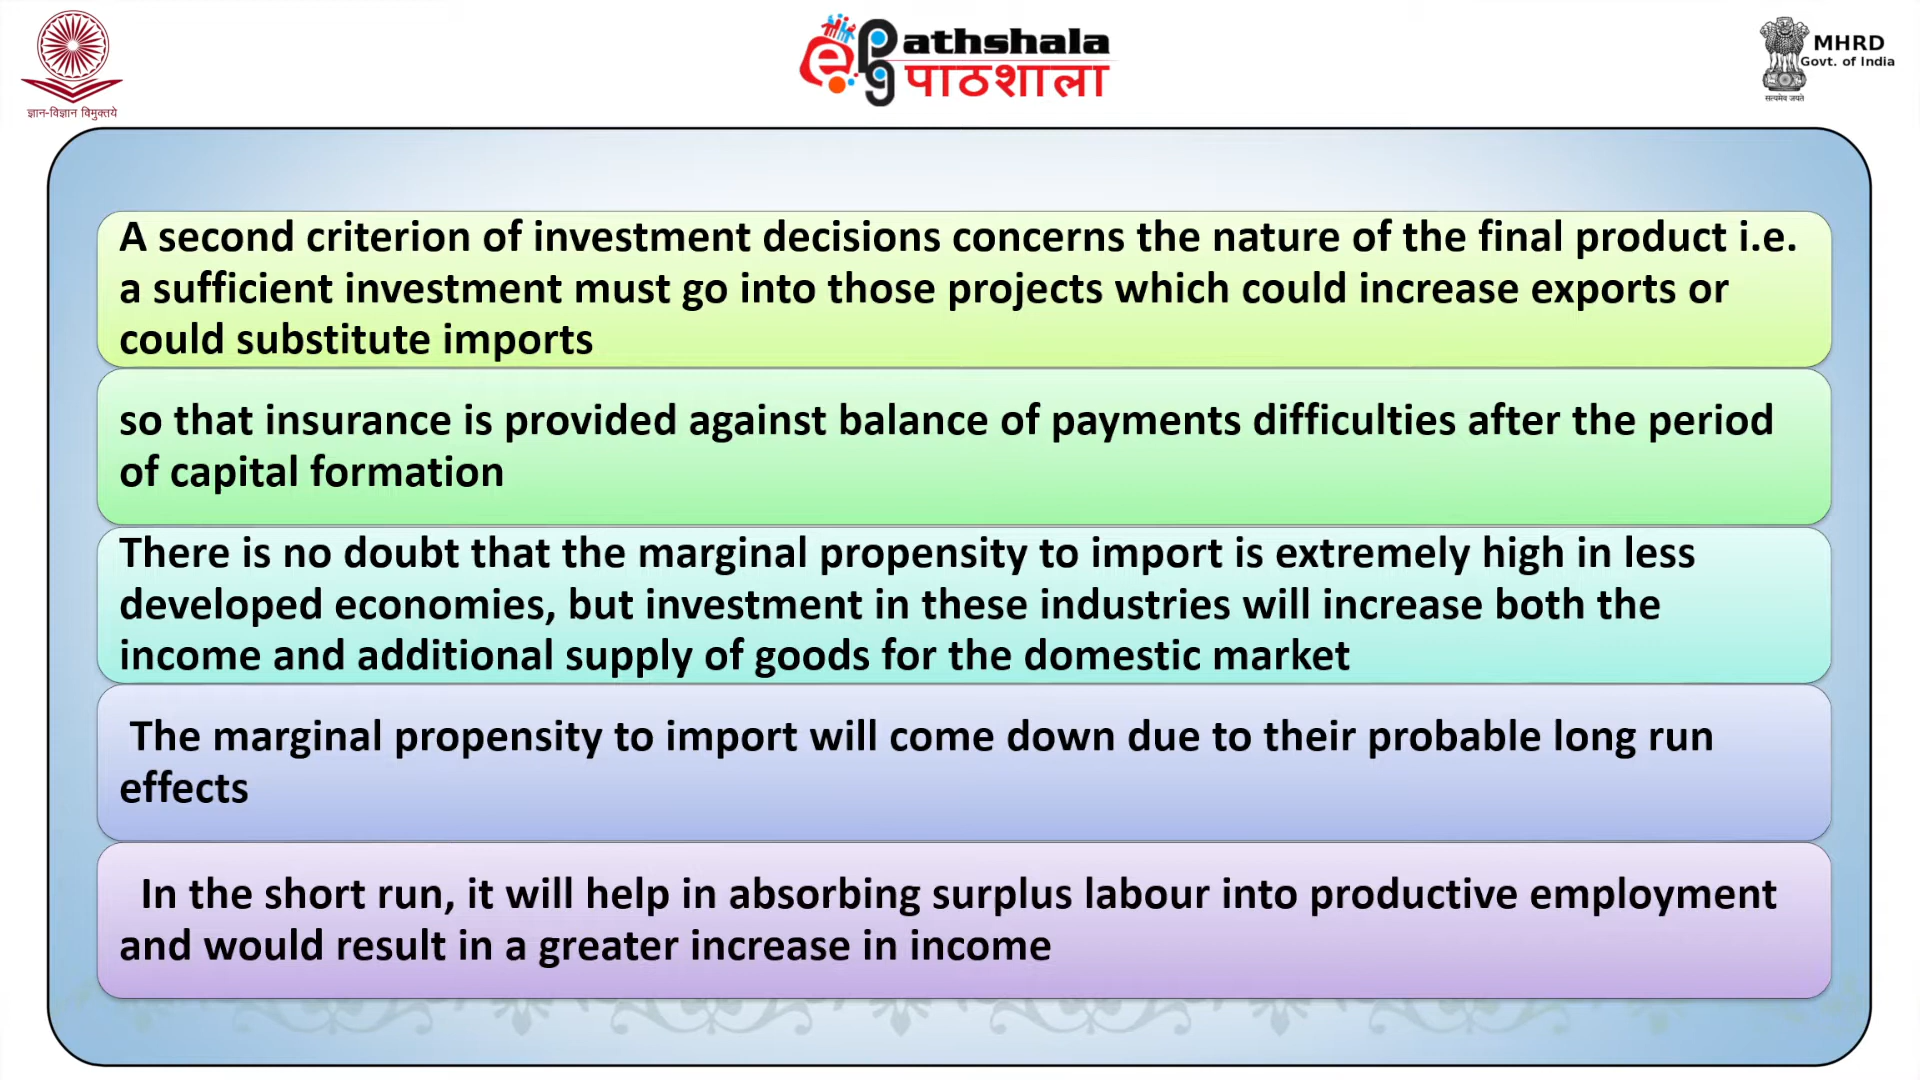 ज्ञान-विज्ञान विमुक्तये
ePG athshala
पाठशाला
MHRD
Govt. of India
सत्यमेव जयते
A second criterion of investment decisions concerns the nature of the final product i.e.
a sufficient investment must go into those projects which could increase exports or
could substitute imports
so that insurance is provided against balance of payments difficulties after the period
of capital formation
There is no doubt that the marginal propensity to import is extremely high in less
developed economies, but investment in these industries will increase both the
income and additional supply of goods for the domestic market
The marginal propensity to import will come down due to their probable long run
effects
In the short run, it will help in absorbing surplus labour into productive employment
and would result in a greater increase in income